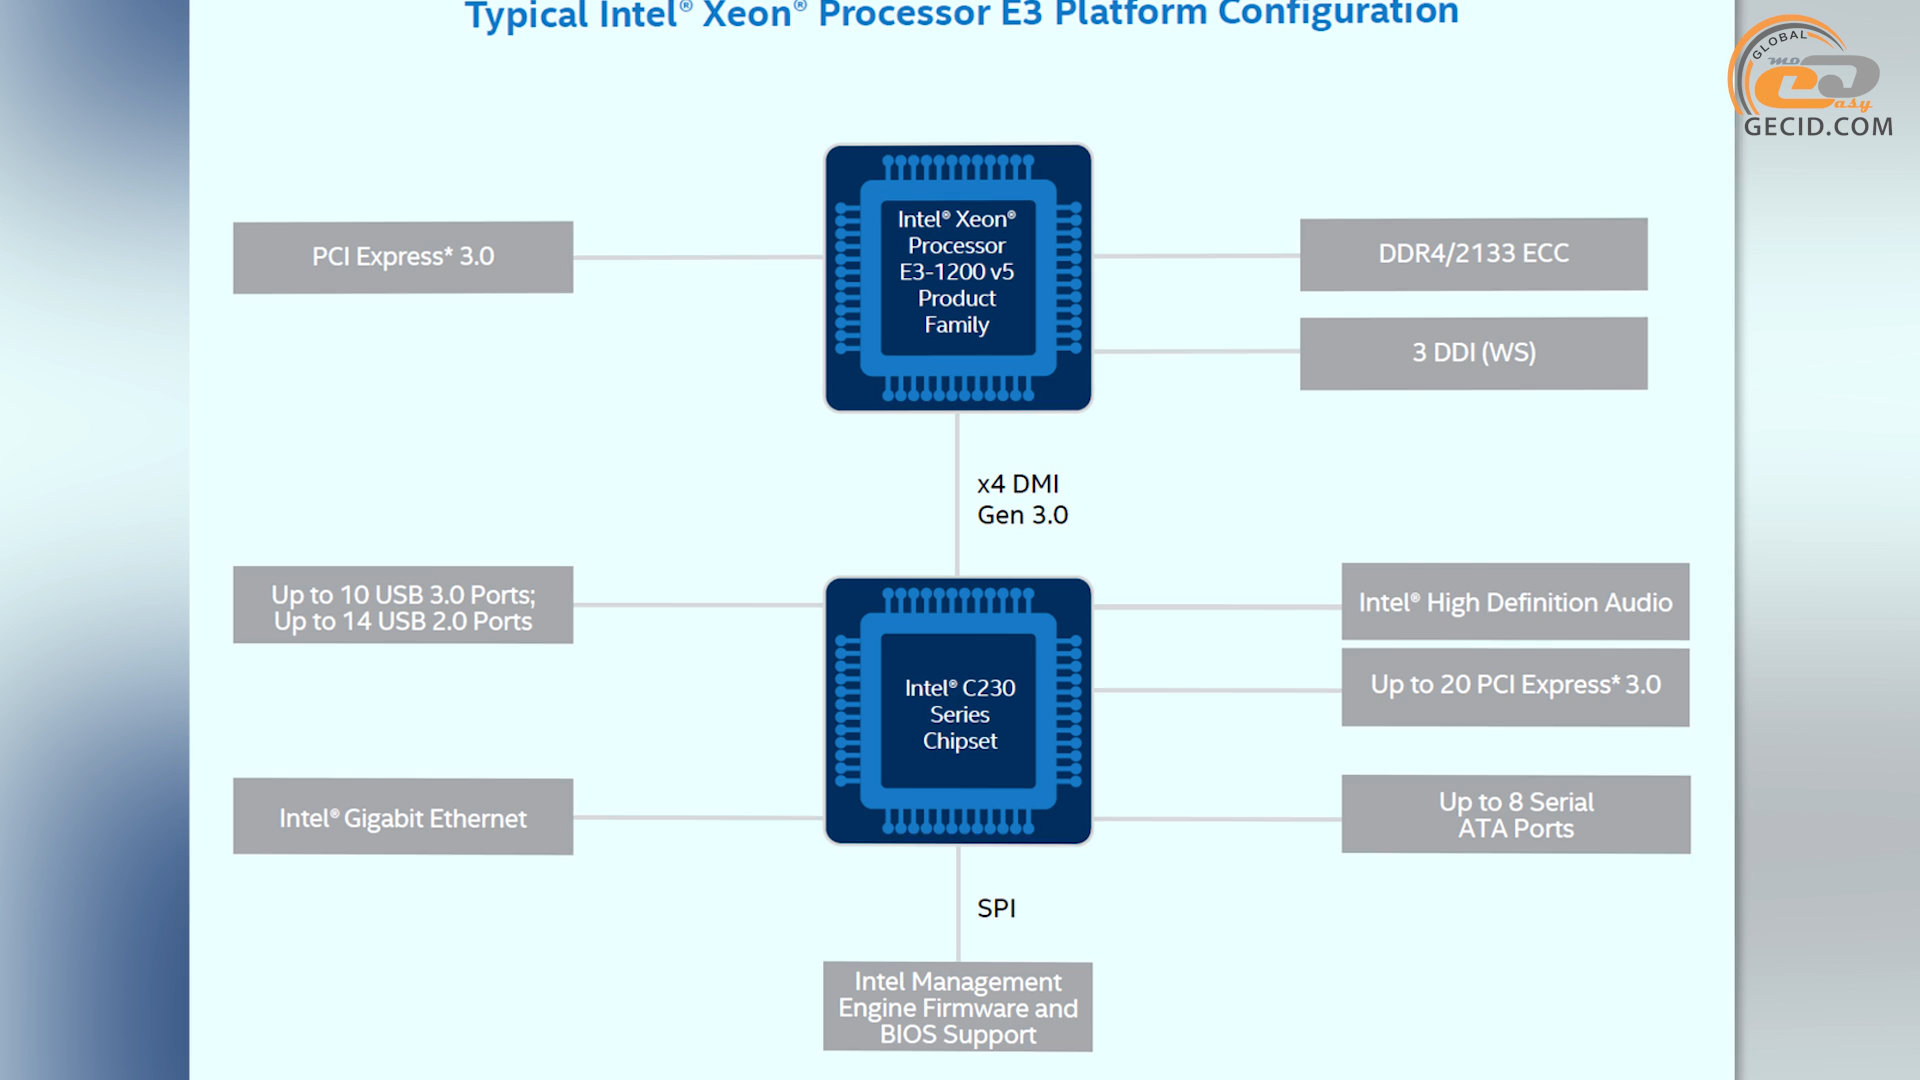 Typical Intel® Xeon® Processor E3 Platform Configuration
GLOBAL
MO
asy
GECID.COM
Intel® Xeon®
Processor
E3-1200 v5
Product
Family
PCI Express* 3.0
DDR4/2133 ECC
3 DDI (WS)
x4 DMI
Gen 3.0
Up to 10 USB 3.0 Ports;
Up to 14 USB 2.0 Ports
Intel® High Definition Audio
Up to 20 PCI Express* 3.0
Intel® C230
Series
Chipset
Intel® Gigabit Ethernet
Up to 8 Serial
ATA Ports
SPI
Intel Management
Engine Firmware and
BIOS Support